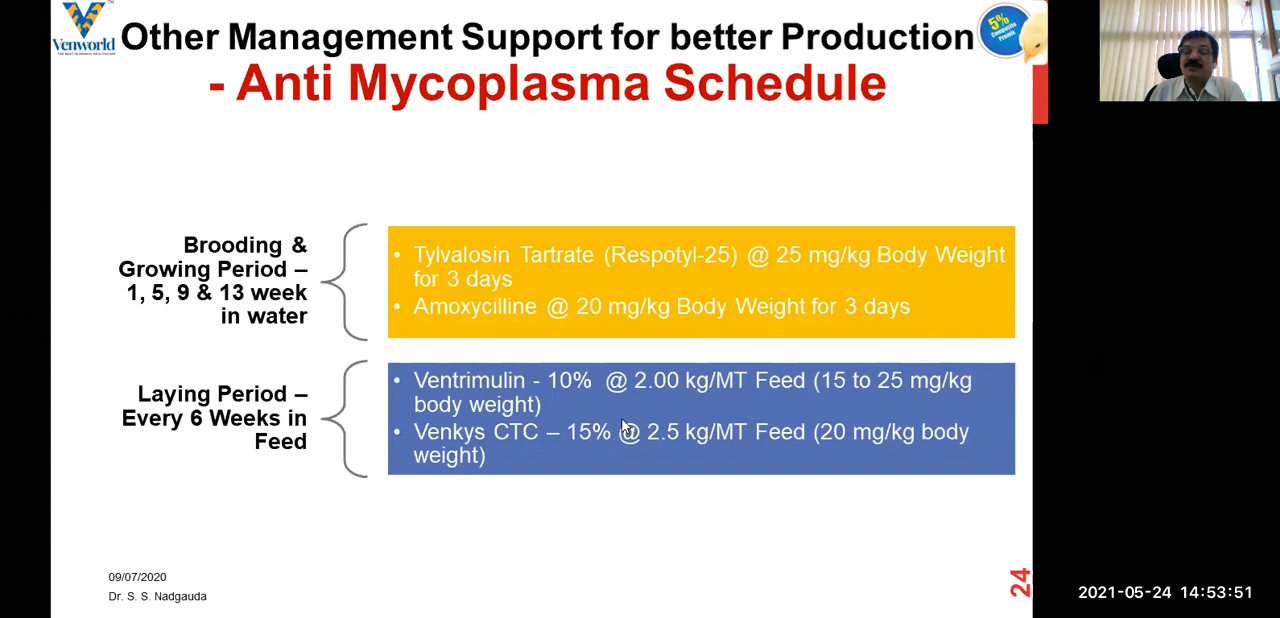 Venworld
Other Management Support for better Production
- Anti Mycoplasma Schedule
5%
Composite
Premix
Brooding &
Growing Period –
1, 5, 9 & 13 week
in water
• Tylvalosin Tartrate (Respotyl-25) @ 25 mg/kg Body Weight
for 3 days
• Amoxycilline @ 20 mg/kg Body Weight for 3 days
Laying Period –
Every 6 Weeks in
Feed
• Ventrimulin - 10% @ 2.00 kg/MT Feed (15 to 25 mg/kg
body weight)
• Venkys CTC – 15% @ 2.5 kg/MT Feed (20 mg/kg body
weight)
09/07/2020
Dr. S. S. Nadgauda
24
2021-05-24 14:53:51